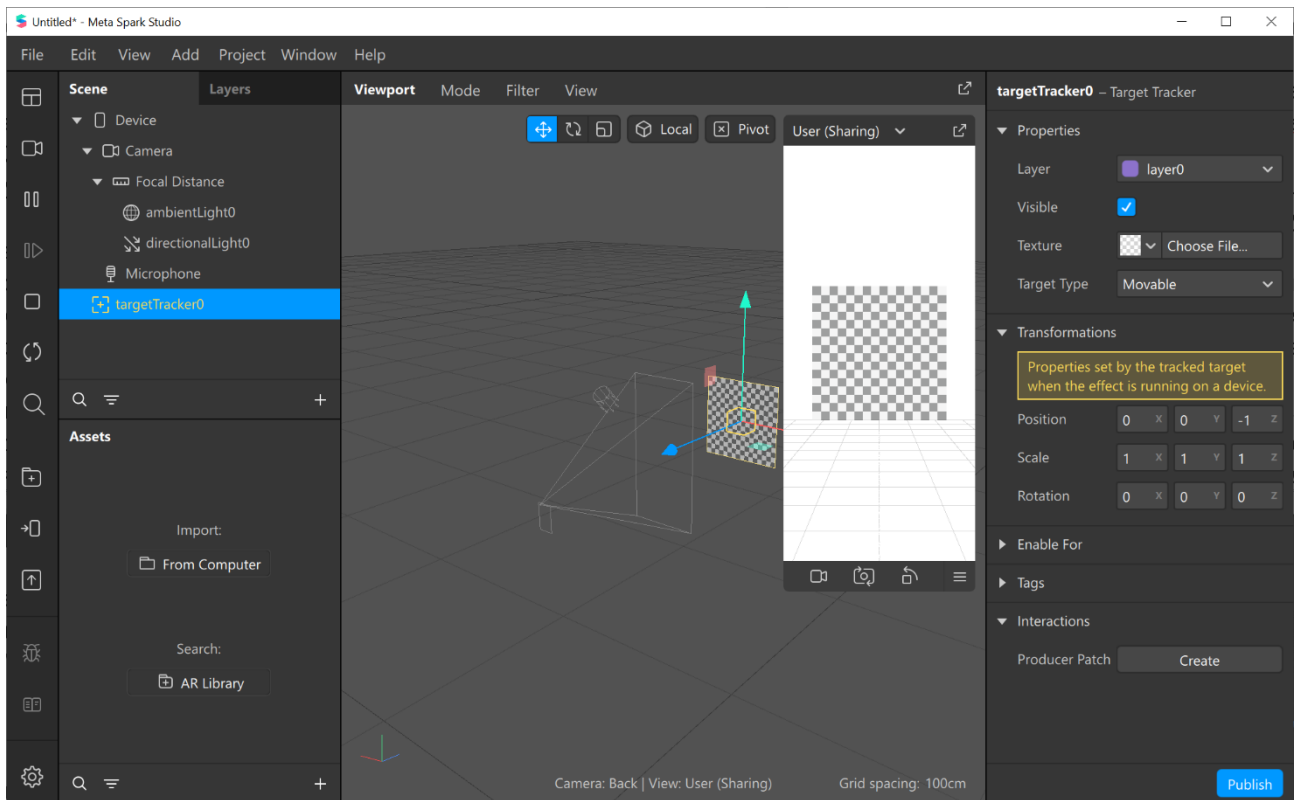 Untitled* - Meta Spark Studio
File Edit View Add Project Window Help
Scene Layers
Device
Camera
Focal Distance
ambientLight0
directionalLight0
Microphone
targetTracker0
Assets
Import:
From Computer
Search:
AR Library
Viewport Mode Filter View
Local Pivot
User (Sharing)
Camera: Back | View: User (Sharing) Grid spacing: 100cm
targetTracker0 – Target Tracker
Properties
Layer layer0
Visible
Texture Choose File...
Target Type Movable
Transformations
Properties set by the tracked target
when the effect is running on a device.
Position 0 X 0 Y -1 Z
Scale 1 X 1 Y 1 Z
Rotation 0 X 0 Y 0 Z
Enable For
Tags
Interactions
Producer Patch Create
Publish